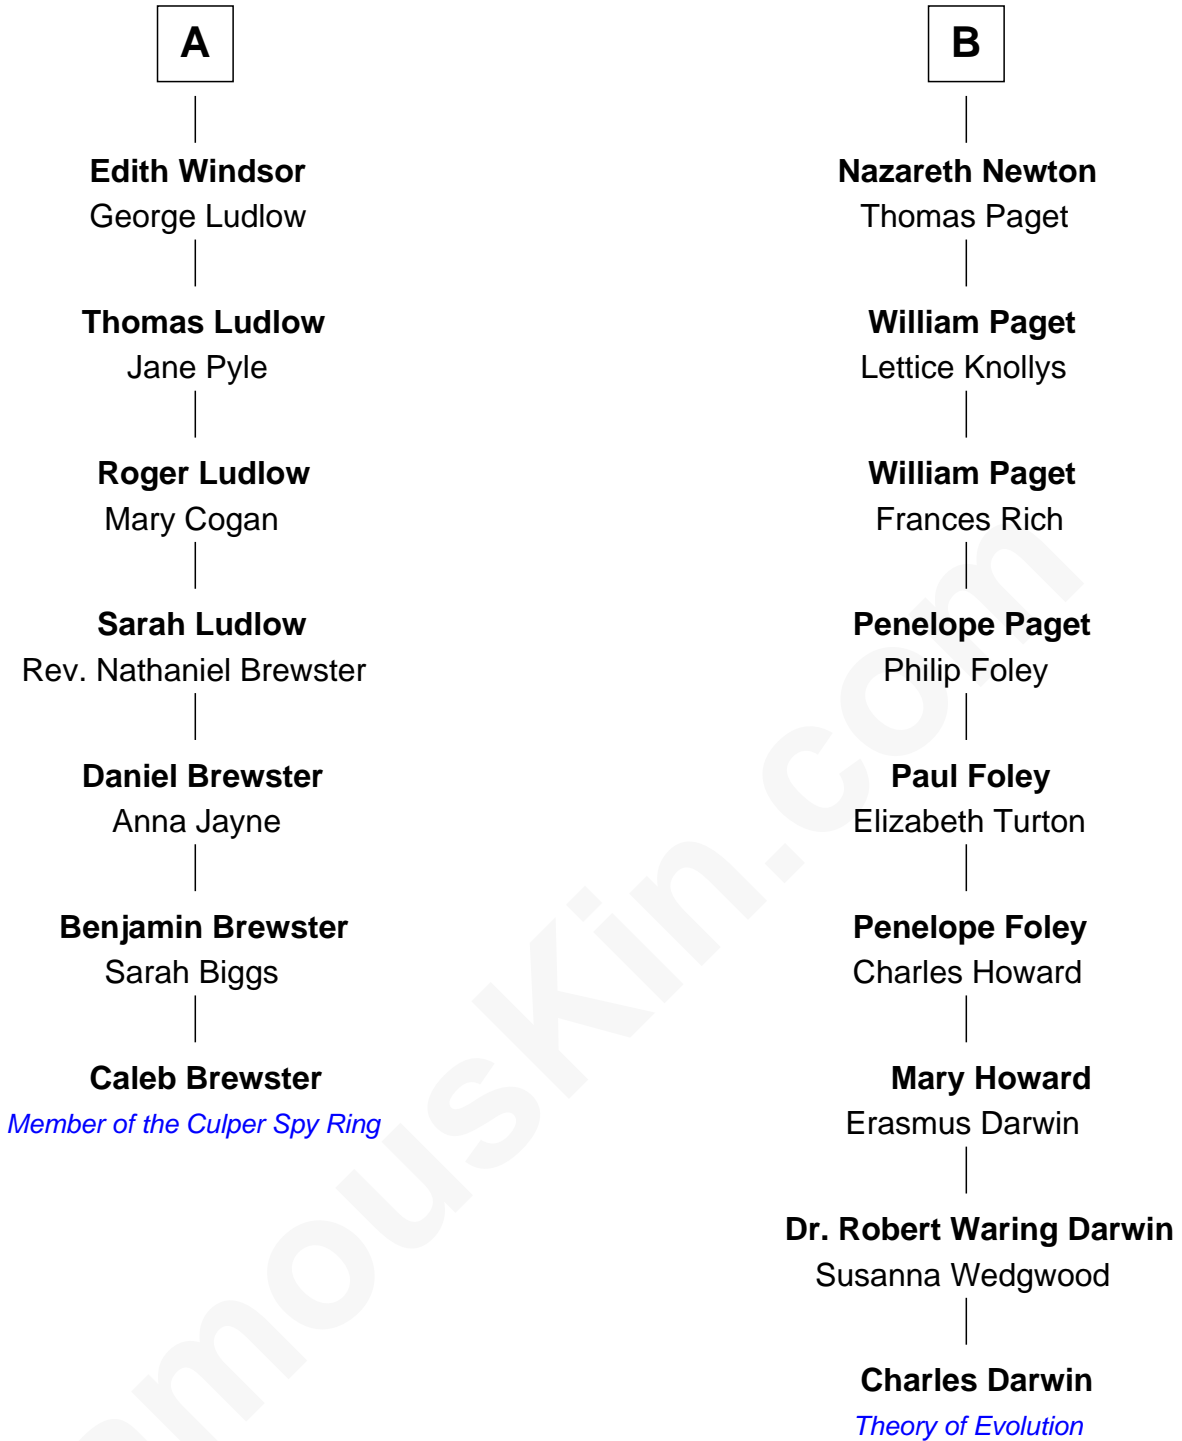 A
Edith Windsor
George Ludlow
Thomas Ludlow
Jane Pyle
Roger Ludlow
Mary Cogan
Sarah Ludlow
Rev. Nathaniel Brewster
Daniel Brewster
Anna Jayne
Benjamin Brewster
Sarah Biggs
Caleb Brewster
Member of the Culper Spy Ring
B
Nazareth Newton
Thomas Paget
William Paget
Lettice Knollys
William Paget
Frances Rich
Penelope Paget
Philip Foley
Paul Foley
Elizabeth Turton
Penelope Foley
Charles Howard
Mary Howard
Erasmus Darwin
Dr. Robert Waring Darwin
Susanna Wedgwood
Charles Darwin
Theory of Evolution
amouskin.com